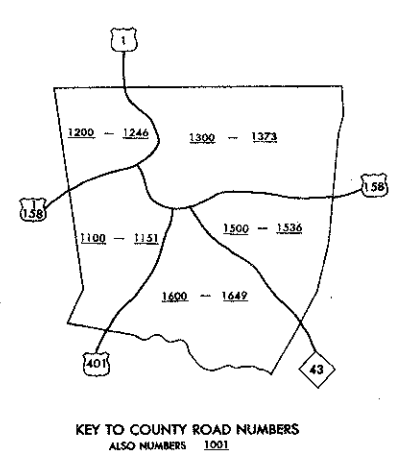 1
1200 – 1246
1300 – 1373
158
1
158
1100 – 1151
1500 – 1536
1600 – 1649
401
43
KEY TO COUNTY ROAD NUMBERS
ALSO NUMBERS 1001